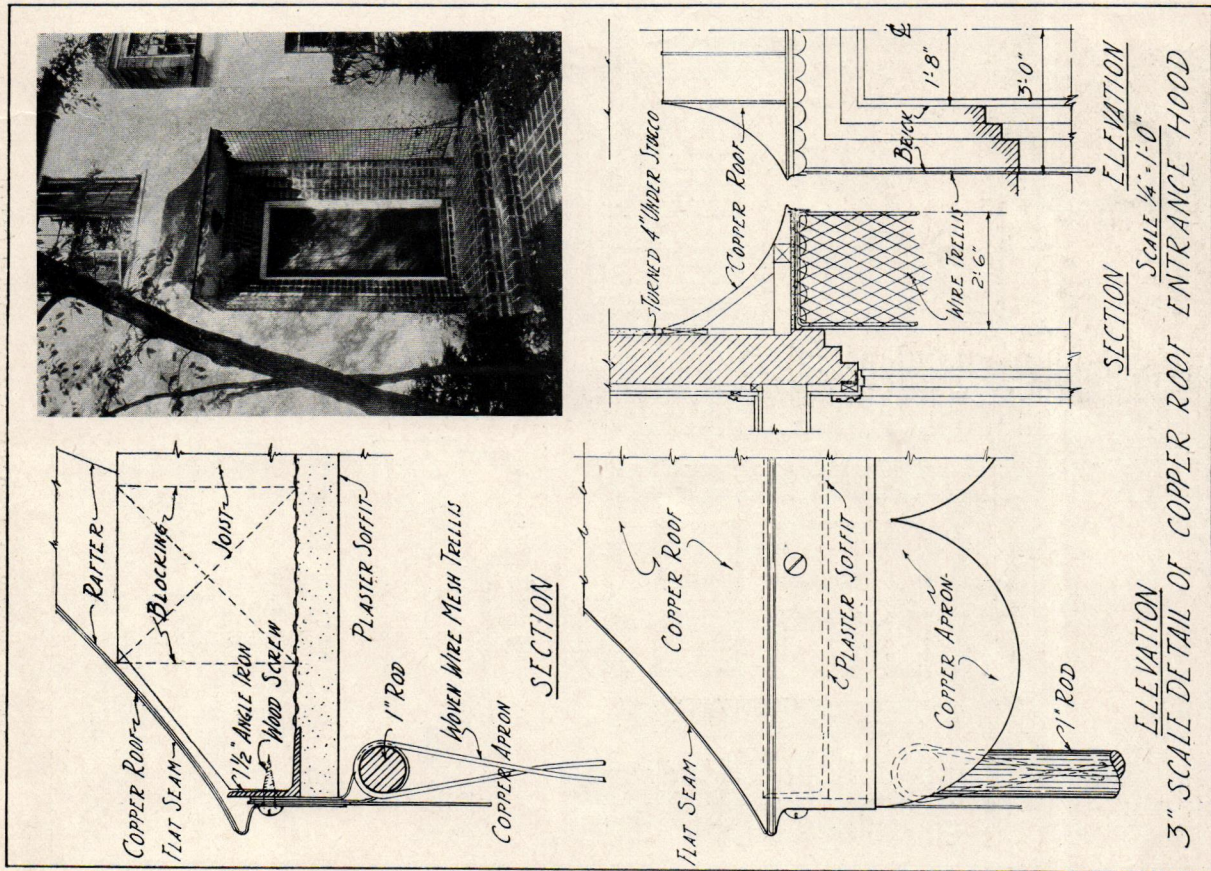 COPPER ROOF
FLAT SEAM
RAFTER
1½" ANGLE IRON
WOOD SCREW
BLOCKING
JOIST
PLASTER SOFFIT
1" ROD
WOVEN WIRE MESH TRELLIS
COPPER APRON
SECTION
FLAT SEAM
COPPER ROOF
PLASTER SOFFIT
COPPER APRON
1" ROD
ELEVATION
TURNED 4" UNDER STUCCO
COPPER ROOF
WIRE TRELLIS
2'-6"
SECTION
COPPER ROOF
BRICK
1'-8"
3'-0"
℄
ELEVATION
SCALE ¼" = 1'-0"
3" SCALE DETAIL OF COPPER ROOF ENTRANCE HOOD